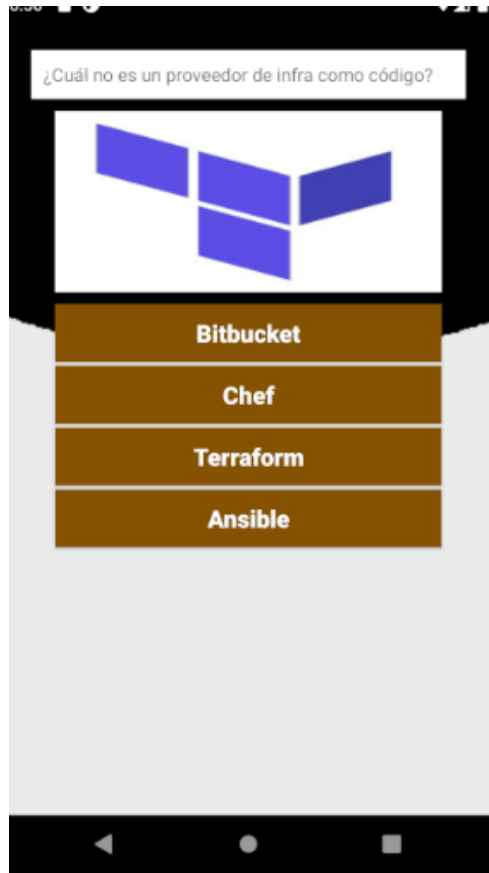 ¿Cuál no es un proveedor de infra como código?
Bitbucket
Chef
Terraform
Ansible